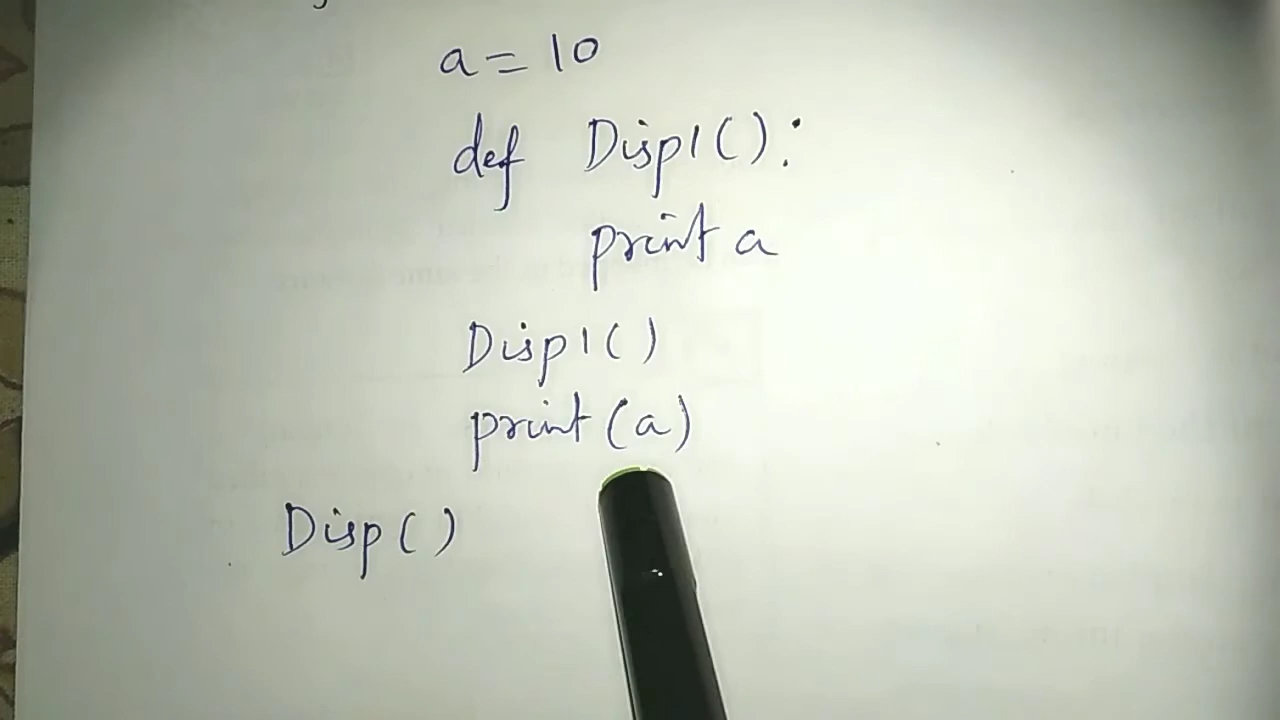 a = 10
def Disp1():
print a
Disp1()
print(a)
Disp()